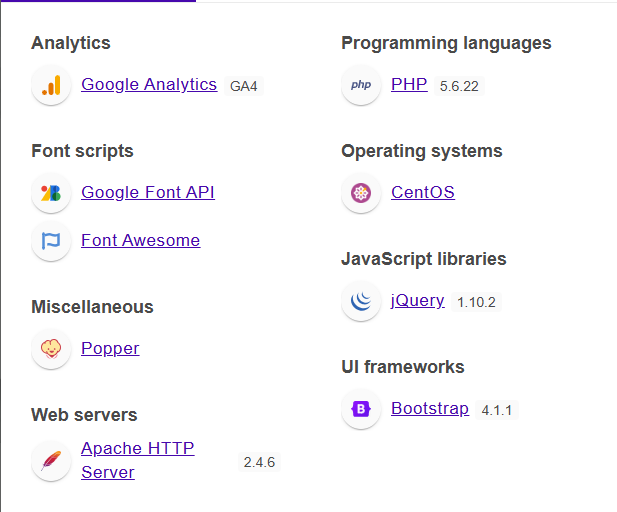 Analytics
Google Analytics GA4
Font scripts
Google Font API
Font Awesome
Miscellaneous
Popper
Web servers
Apache HTTP
Server 2.4.6
Programming languages
php PHP 5.6.22
Operating systems
CentOS
JavaScript libraries
jQuery 1.10.2
UI frameworks
B Bootstrap 4.1.1